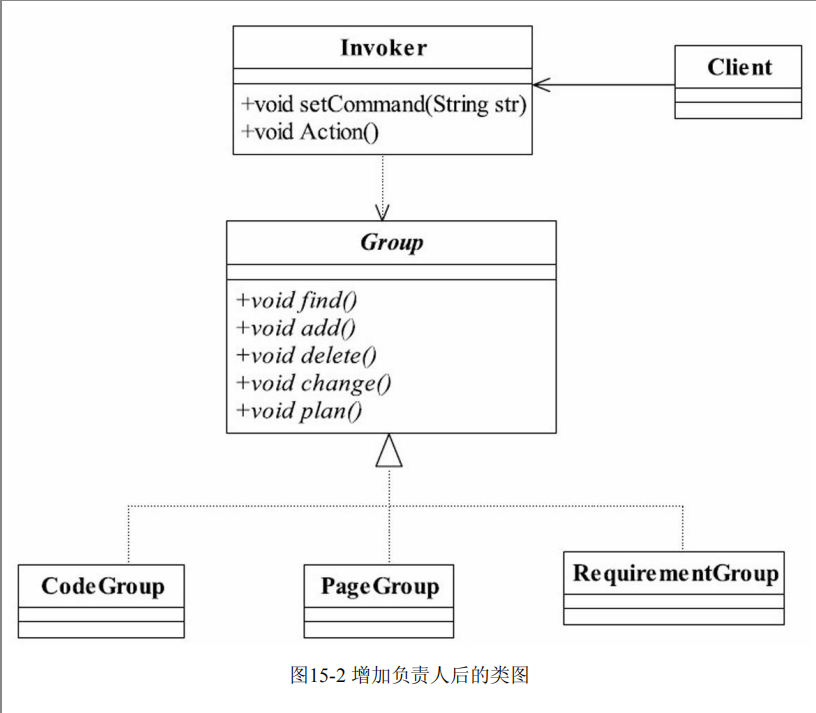 Invoker
+void setCommand(String str)
+void Action()
Client
Group
+void find()
+void add()
+void delete()
+void change()
+void plan()
CodeGroup
PageGroup
RequirementGroup
图15-2 增加负责人后的类图